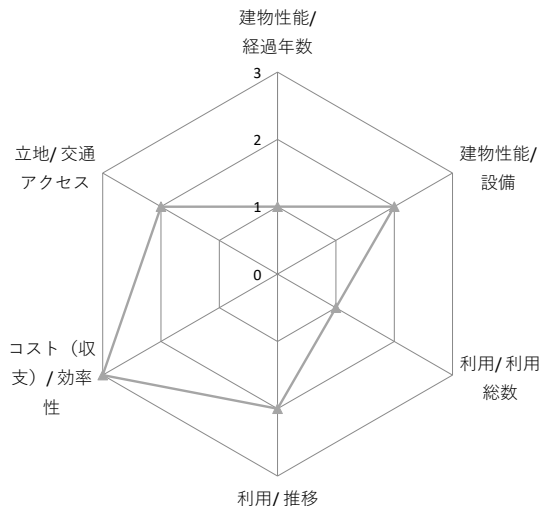 建物性能/
経過年数
3
2
1
0
建物性能/
設備
利用/利用
総数
利用/推移
コスト（収
支）/効率
性
立地/交通
アクセス